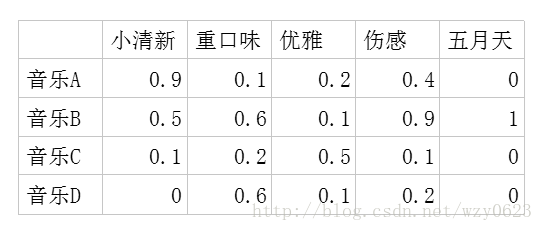 小清新 重口味 优雅 伤感 五月天
音乐A 0.9 0.1 0.2 0.4 0
音乐B 0.5 0.6 0.1 0.9 1
音乐C 0.1 0.2 0.5 0.1 0
音乐D 0 0.6 0.1 0.2 0
http://blog.csdn.net/wzy0623